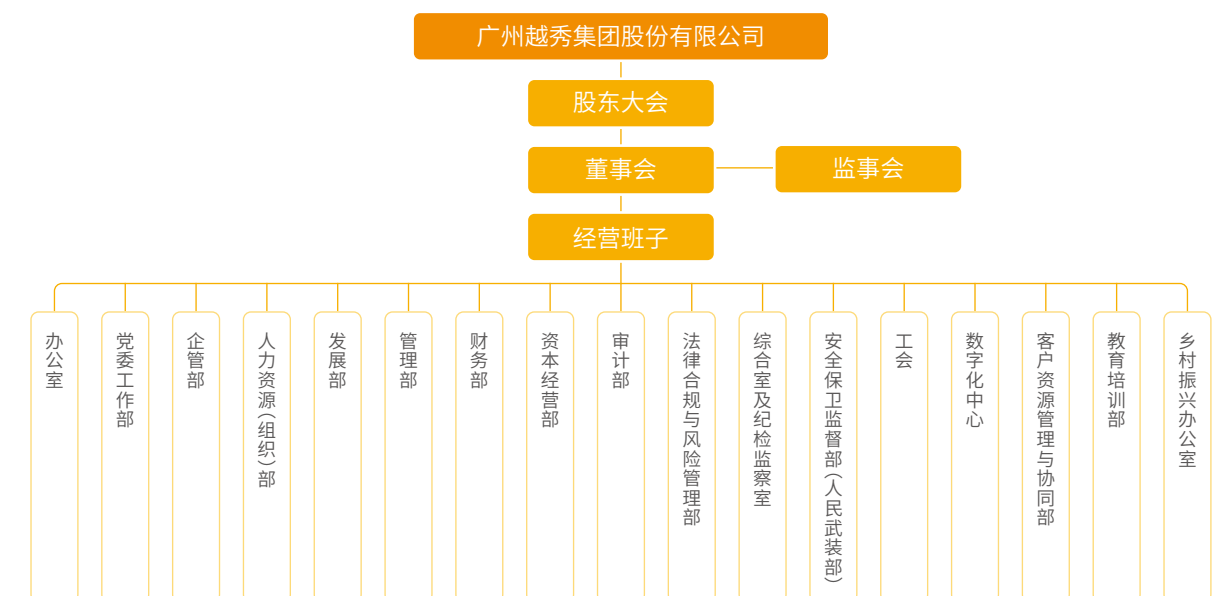 广州越秀集团股份有限公司
股东大会
董事会
监事会
经营班子
办公室
党委工作部
企管部
人力资源(组织)部
发展部
管理部
财务部
资本经营部
审计部
法律合规与风险管理部
综合室及纪检监察室
安全保卫监督部(人民武装部)
工会
数字化中心
客户资源管理与协同部
教育培训部
乡村振兴办公室